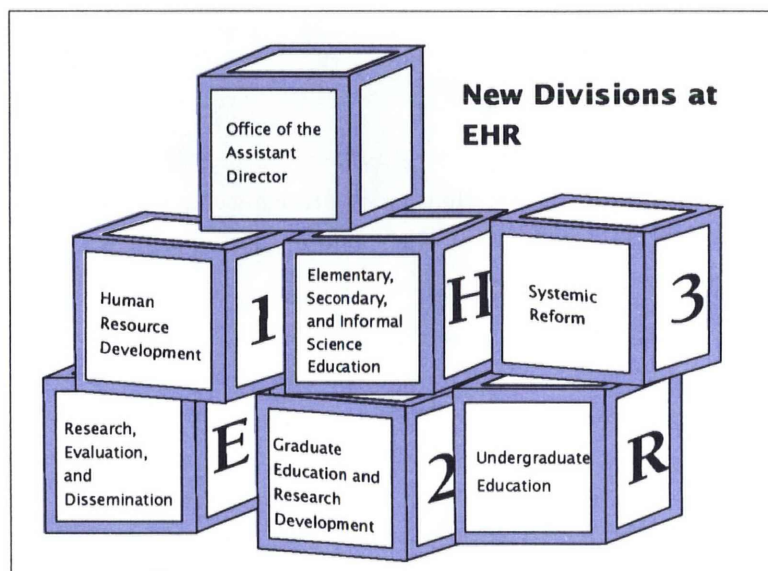 New Divisions at
EHR
Office of the
Assistant
Director
Human
Resource
Development
1
Elementary,
Secondary,
and Informal
Science
Education
H
Systemic
Reform
3
Research,
Evaluation,
and
Dissemination
E
Graduate
Education and
Research
Development
2
Undergraduate
Education
R